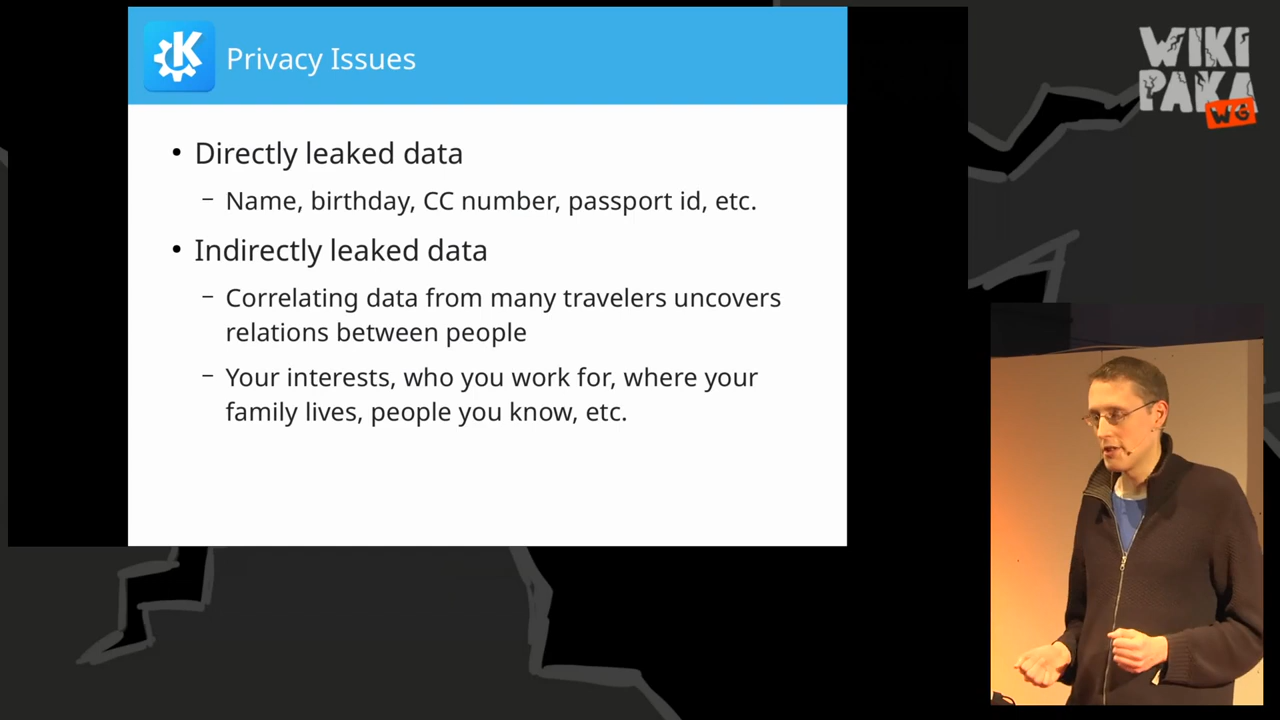 Privacy Issues
• Directly leaked data
– Name, birthday, CC number, passport id, etc.
• Indirectly leaked data
– Correlating data from many travelers uncovers
relations between people
– Your interests, who you work for, where your
family lives, people you know, etc.
WIKI
PAKA
WG